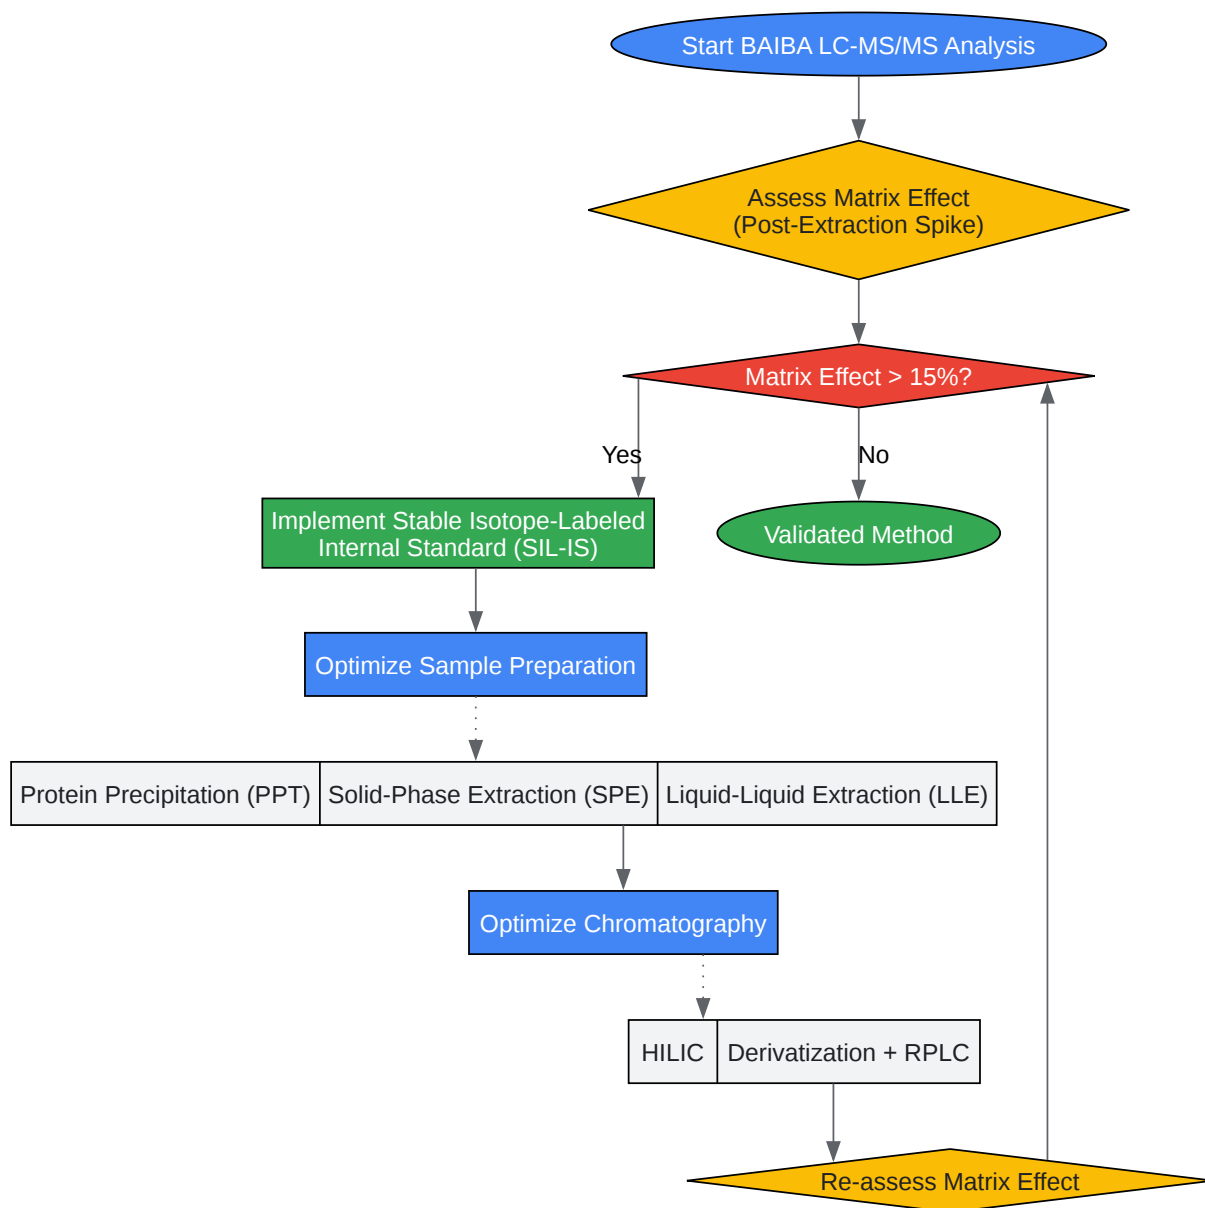 Start BAIBA LC-MS/MS Analysis
Assess Matrix Effect
(Post-Extraction Spike)
Matrix Effect > 15%?
Yes
No
Implement Stable Isotope-Labeled
Internal Standard (SIL-IS)
Validated Method
Optimize Sample Preparation
Protein Precipitation (PPT)
Solid-Phase Extraction (SPE)
Liquid-Liquid Extraction (LLE)
Optimize Chromatography
HILIC
Derivatization + RPLC
Re-assess Matrix Effect